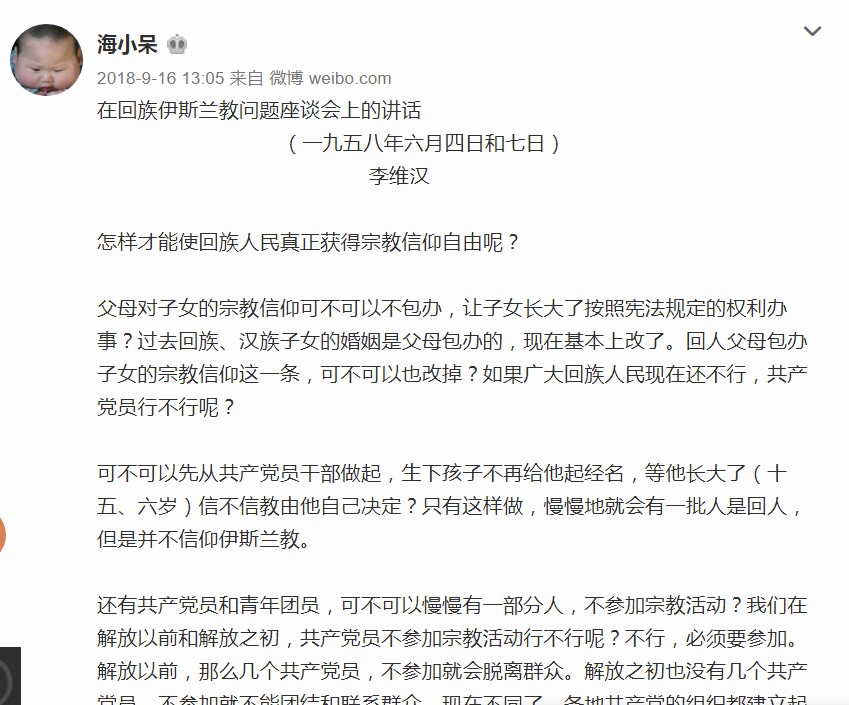 海小呆
2018-9-16 13:05 来自 微博 weibo.com
在回族伊斯兰教问题座谈会上的讲话
（一九五八年六月四日和七日）
李维汉
怎样才能使回族人民真正获得宗教信仰自由呢？
父母对子女的宗教信仰可不可以不包办，让子女长大了按照宪法规定的权利办
事？过去回族、汉族子女的婚姻是父母包办的，现在基本上改了。回人父母包办
子女的宗教信仰这一条，可不可以也改掉？如果广大回族人民现在还不行，共产
党员行不行呢？
可不可以先从共产党员干部做起，生下孩子不再给他起经名，等他长大了（十
五、六岁）信不信教由他自己决定？只有这样做，慢慢地就会有一批人是回人，
但是并不信仰伊斯兰教。
还有共产党员和青年团员，可不可以慢慢有一部分人，不参加宗教活动？我们在
解放以前和解放之初，共产党员不参加宗教活动行不行呢？不行，必须要参加。
解放以前，那么几个共产党员，不参加就会脱离群众。解放之初也没有几个共产
党员，不参加就不能团结和联系群众。现在不同了，各地共产党的组织都建立起